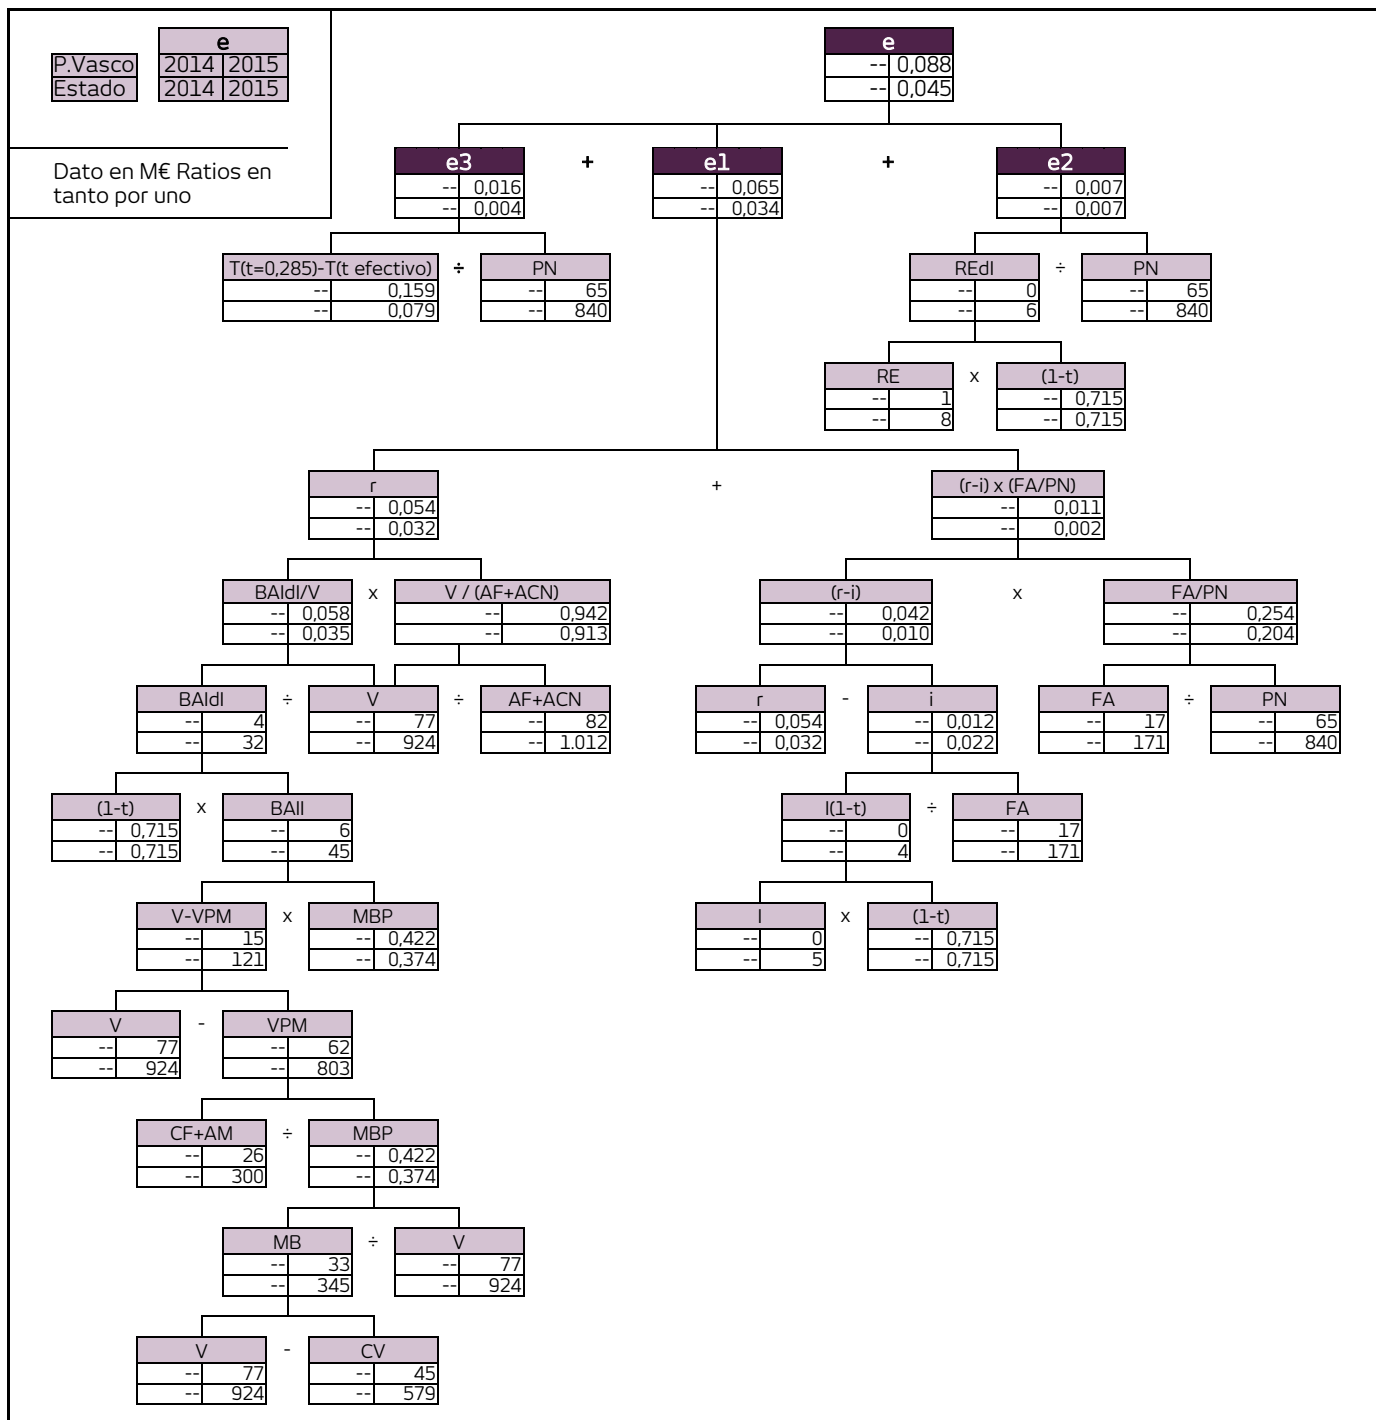 e
P.Vasco 2014 2015
Estado 2014 2015
Dato en M€ Ratios en
tanto por uno
e
-- 0,088
-- 0,045
e3 + e1 + e2
-- 0,016 -- 0,065 -- 0,007
-- 0,004 -- 0,034 -- 0,007
T(t=0,285)-T(t efectivo) ÷ PN REdI ÷ PN
-- 0,159 -- 65 -- 0 -- 65
-- 0,079 -- 840 -- 6 -- 840
RE x (1-t)
-- 1 -- 0,715
-- 8 -- 0,715
r + (r-i) x (FA/PN)
-- 0,054 -- 0,011
-- 0,032 -- 0,002
BAIdI/V x V / (AF+ACN) (r-i) x FA/PN
-- 0,058 -- 0,942 -- 0,042 -- 0,254
-- 0,035 -- 0,913 -- 0,010 -- 0,204
BAIdI ÷ V ÷ AF+ACN r - i FA ÷ PN
-- 4 -- 77 -- 82 -- 0,054 -- 0,012 -- 17 -- 65
-- 32 -- 924 -- 1.012 -- 0,032 -- 0,022 -- 171 -- 840
(1-t) x BAII I(1-t) ÷ FA
-- 0,715 -- 6 -- 0 -- 17
-- 0,715 -- 45 -- 4 -- 171
V-VPM x MBP I x (1-t)
-- 15 -- 0,422 -- 0 -- 0,715
-- 121 -- 0,374 -- 5 -- 0,715
V - VPM
-- 77 -- 62
-- 924 -- 803
CF+AM ÷ MBP
-- 26 -- 0,422
-- 300 -- 0,374
MB ÷ V
-- 33 -- 77
-- 345 -- 924
V - CV
-- 77 -- 45
-- 924 -- 579